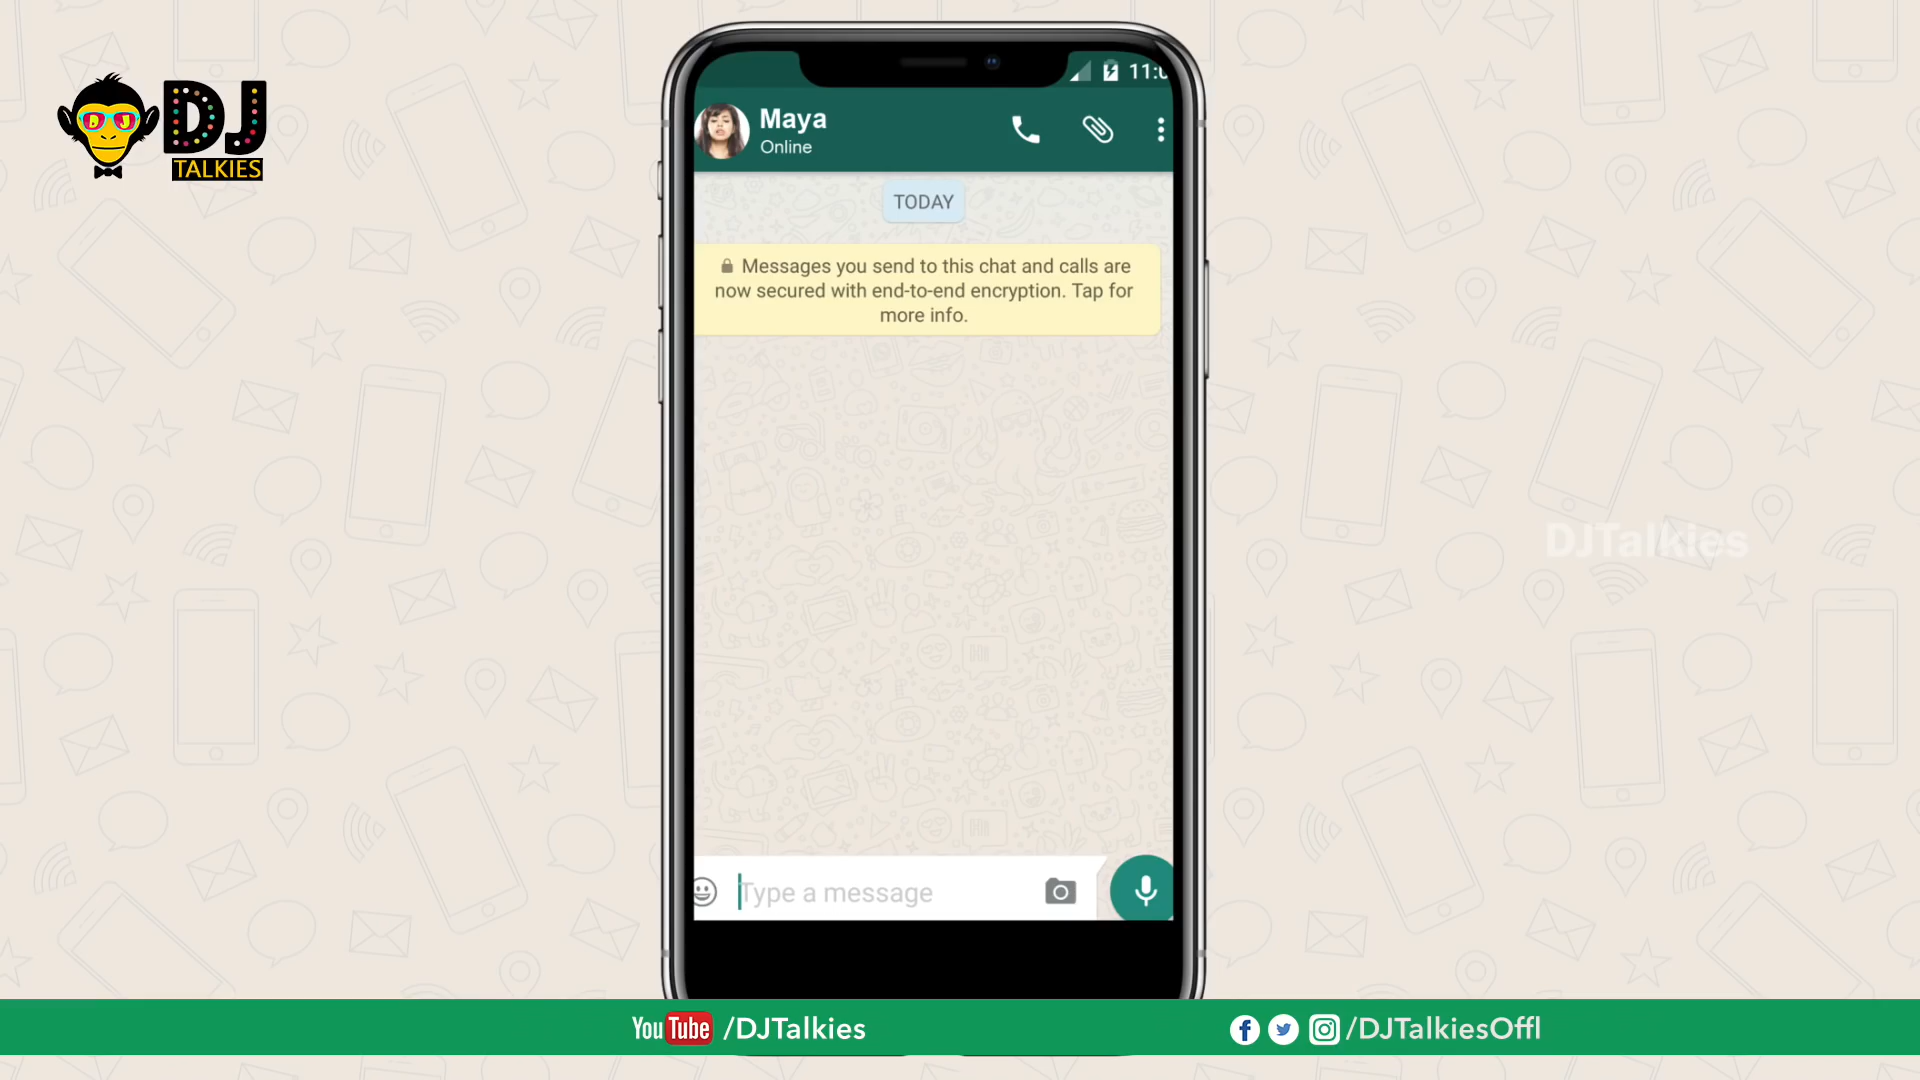 DJ
TALKIES
11:0
Maya
Online
TODAY
Messages you send to this chat and calls are
now secured with end-to-end encryption. Tap for
more info.
DJTalkies
Type a message
YouTube /DJTalkies
/DJTalkiesOffl